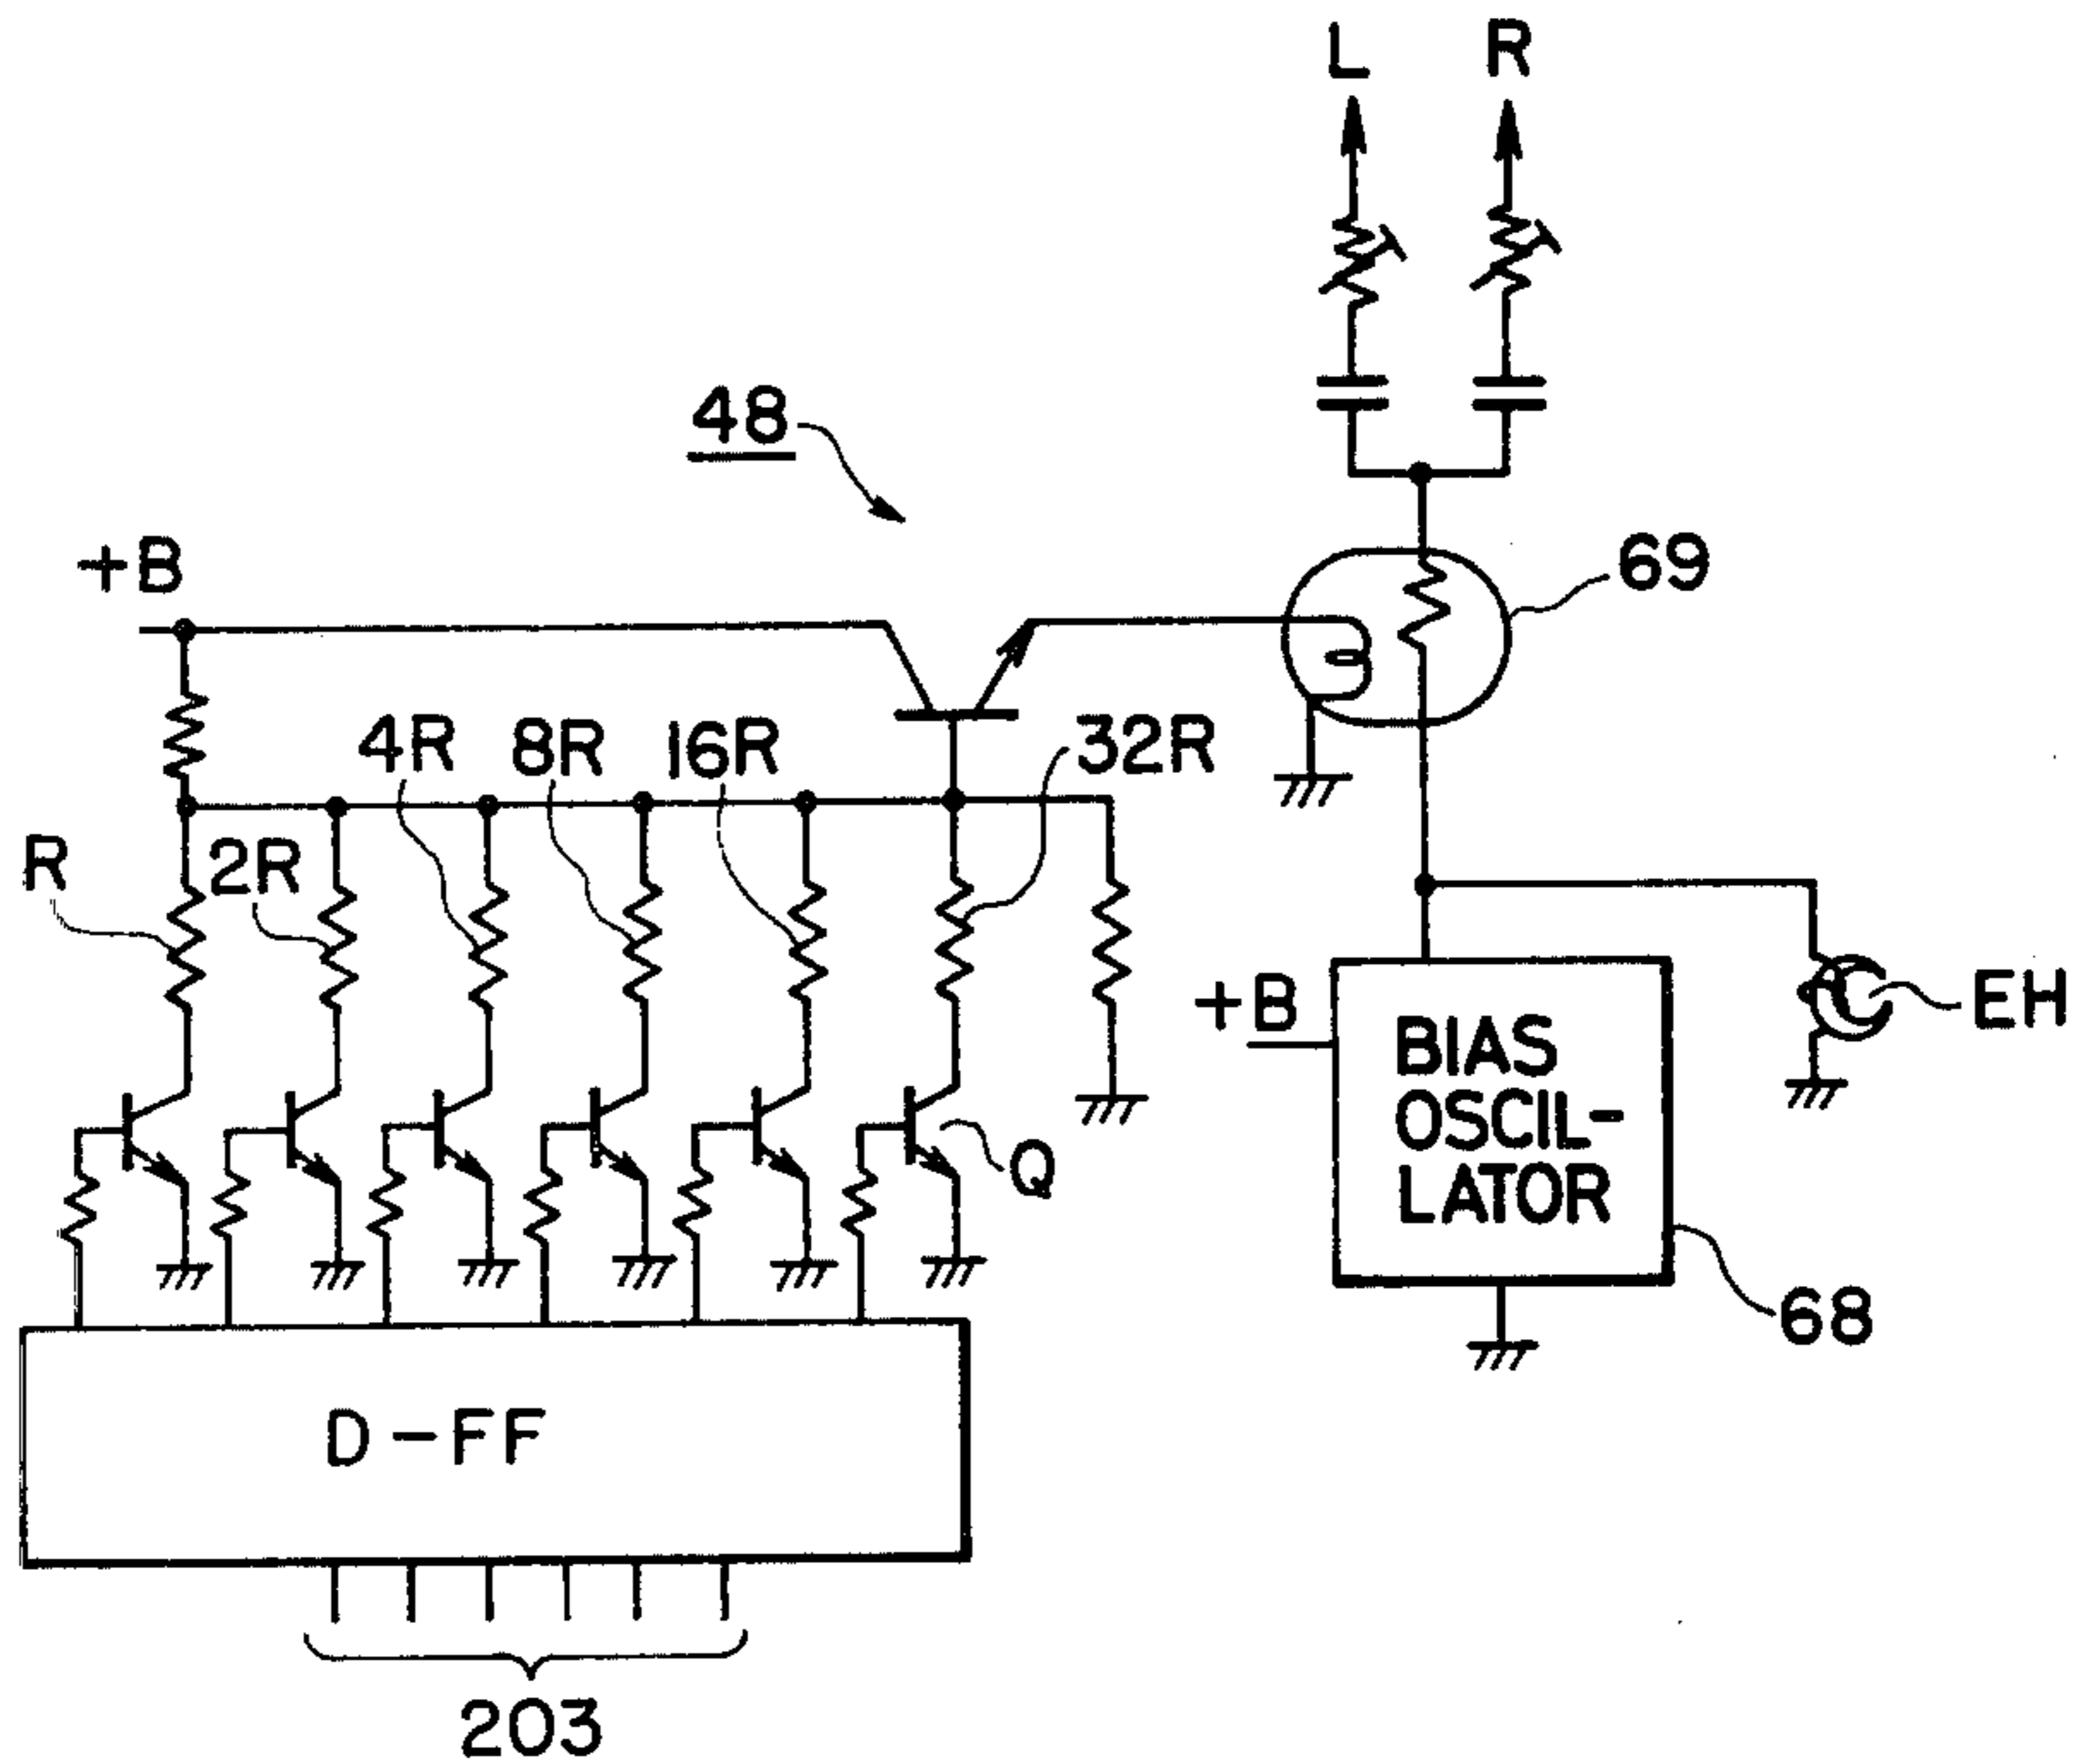 L R
48
+B
69
4R 8R 16R 32R
R 2R
+B
BIAS
OSCIL-
LATOR
EH
Q
68
D-FF
203